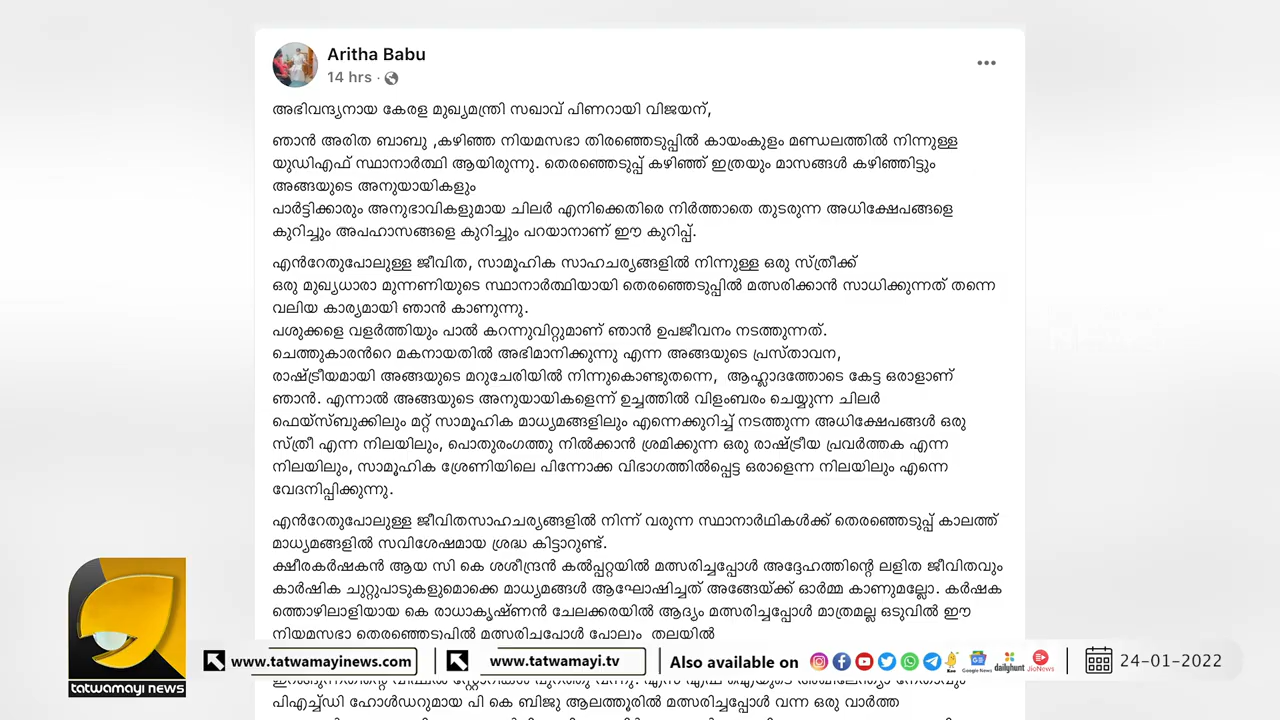 Aritha Babu
14 hrs ·
അഭിവന്ദ്യനായ കേരള മുഖ്യമന്ത്രി സഖാവ് പിണറായി വിജയന്,
ഞാൻ അരിത ബാബു ,കഴിഞ്ഞ നിയമസഭാ തിരഞ്ഞെടുപ്പിൽ കായംകുളം മണ്ഡലത്തിൽ നിന്നുള്ള
യുഡിഎഫ് സ്ഥാനാർത്ഥി ആയിരുന്നു. തെരഞ്ഞെടുപ്പ് കഴിഞ്ഞ് ഇത്രയും മാസങ്ങൾ കഴിഞ്ഞിട്ടും
അങ്ങയുടെ അനുയായികളും
പാർട്ടിക്കാരും അനുഭാവികളുമായ ചിലർ എനിക്കെതിരെ നിർത്താതെ തുടരുന്ന അധിക്ഷേപങ്ങളെ
കുറിച്ചും അപഹാസങ്ങളെ കുറിച്ചും പറയാനാണ് ഈ കുറിപ്പ്.
എൻറേതുപോലുള്ള ജീവിത, സാമൂഹിക സാഹചര്യങ്ങളിൽ നിന്നുള്ള ഒരു സ്ത്രീക്ക്
ഒരു മുഖ്യധാരാ മുന്നണിയുടെ സ്ഥാനാർത്ഥിയായി തെരഞ്ഞെടുപ്പിൽ മത്സരിക്കാൻ സാധിക്കുന്നത് തന്നെ
വലിയ കാര്യമായി ഞാൻ കാണുന്നു.
പശുക്കളെ വളർത്തിയും പാൽ കറന്നുവിറ്റുമാണ് ഞാൻ ഉപജീവനം നടത്തുന്നത്.
ചെത്തുകാരൻറെ മകനായതിൽ അഭിമാനിക്കുന്നു എന്ന അങ്ങയുടെ പ്രസ്താവന,
രാഷ്ട്രീയമായി അങ്ങയുടെ മറുചേരിയിൽ നിന്നുകൊണ്ടുതന്നെ, ആഹ്ലാദത്തോടെ കേട്ട ഒരാളാണ്
ഞാൻ. എന്നാൽ അങ്ങയുടെ അനുയായികളെന്ന് ഉച്ചത്തിൽ വിളംബരം ചെയ്യുന്ന ചിലർ
ഫെയ്സ്ബുക്കിലും മറ്റ് സാമൂഹിക മാധ്യമങ്ങളിലും എന്നെക്കുറിച്ച് നടത്തുന്ന അധിക്ഷേപങ്ങൾ ഒരു
സ്ത്രീ എന്ന നിലയിലും, പൊതുരംഗത്തു നിൽക്കാൻ ശ്രമിക്കുന്ന ഒരു രാഷ്ട്രീയ പ്രവർത്തക എന്ന
നിലയിലും, സാമൂഹിക ശ്രേണിയിലെ പിന്നോക്ക വിഭാഗത്തിൽപ്പെട്ട ഒരാളെന്ന നിലയിലും എന്നെ
വേദനിപ്പിക്കുന്നു.
എൻറേതുപോലുള്ള ജീവിതസാഹചര്യങ്ങളിൽ നിന്ന് വരുന്ന സ്ഥാനാർഥികൾക്ക് തെരഞ്ഞെടുപ്പ് കാലത്ത്
മാധ്യമങ്ങളിൽ സവിശേഷമായ ശ്രദ്ധ കിട്ടാറുണ്ട്.
ക്ഷീരകർഷകൻ ആയ സി കെ ശശീന്ദ്രൻ കൽപ്പറ്റയിൽ മത്സരിച്ചപ്പോൾ അദ്ദേഹത്തിന്റെ ലളിത ജീവിതവും
കാർഷിക ചുറ്റുപാടുകളുമൊക്കെ മാധ്യമങ്ങൾ ആഘോഷിച്ചത് അങ്ങേയ്ക്ക് ഓർമ്മ കാണുമല്ലോ. കർഷക
ത്തൊഴിലാളിയായ കെ രാധാകൃഷ്ണൻ ചേലക്കരയിൽ ആദ്യം മത്സരിച്ചപ്പോൾ മാത്രമല്ല ഒടുവിൽ ഈ
നിയമസഭാ തെരഞ്ഞെടുപ്പിൽ മത്സരിച്ചപ്പോൾ പോലും തലയിൽ
പിഎച്ച്ഡി ഹോൾഡറുമായ പി കെ ബിജു ആലത്തൂരിൽ മത്സരിച്ചപ്പോൾ വന്ന ഒരു വാർത്ത
tatwamayi news
www.tatwamayinews.com
www.tatwamayi.tv
Also available on
Google News
dailyhunt
JioNews
24-01-2022